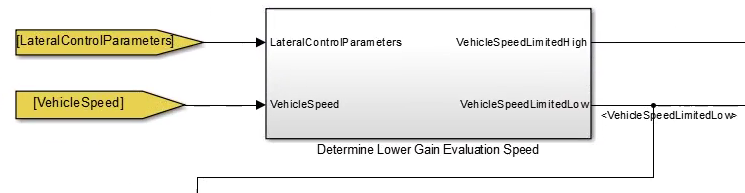 [LateralControlParameters]
LateralControlParameters
VehicleSpeedLimitedHigh
[VehicleSpeed]
VehicleSpeed
VehicleSpeedLimitedLow
<VehicleSpeedLimitedLow>
Determine Lower Gain Evaluation Speed